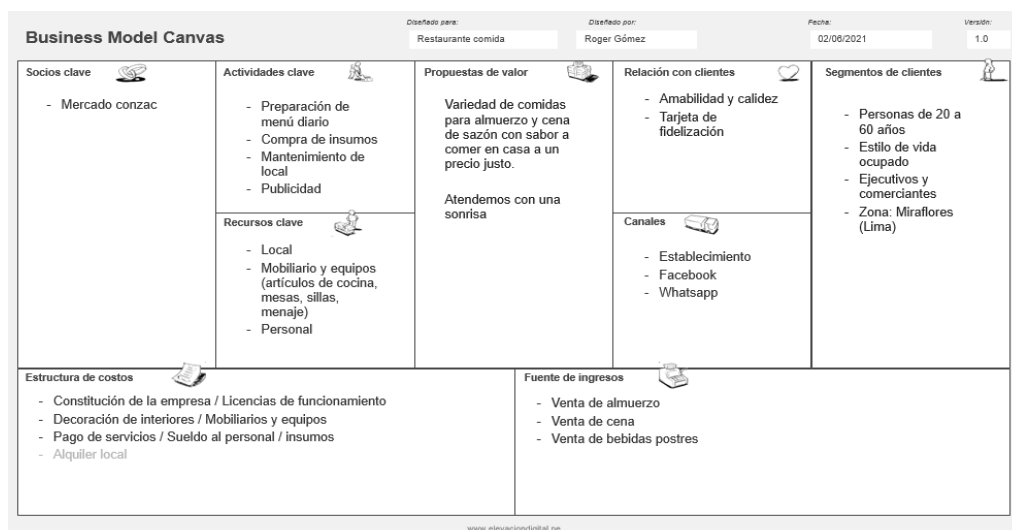 Diseñado para:
Diseñado por:
Fecha:
Versión:
Business Model Canvas
Restaurante comida
Roger Gómez
02/06/2021
1.0
Socios clave
- Mercado conzac
Actividades clave
- Preparación de
menú diario
- Compra de insumos
- Mantenimiento de
local
- Publicidad
Recursos clave
- Local
- Mobiliario y equipos
(artículos de cocina,
mesas, sillas,
menaje)
- Personal
Propuestas de valor
Variedad de comidas
para almuerzo y cena
de sazón con sabor a
comer en casa a un
precio justo.
Atendemos con una
sonrisa
Relación con clientes
- Amabilidad y calidez
- Tarjeta de
fidelización
Canales
- Establecimiento
- Facebook
- Whatsapp
Segmentos de clientes
- Personas de 20 a
60 años
- Estilo de vida
ocupado
- Ejecutivos y
comerciantes
- Zona: Miraflores
(Lima)
Estructura de costos
- Constitución de la empresa / Licencias de funcionamiento
- Decoración de interiores / Mobiliarios y equipos
- Pago de servicios / Sueldo al personal / insumos
- Alquiler local
Fuente de ingresos
- Venta de almuerzo
- Venta de cena
- Venta de bebidas postres
www.elevaciondigital.pe